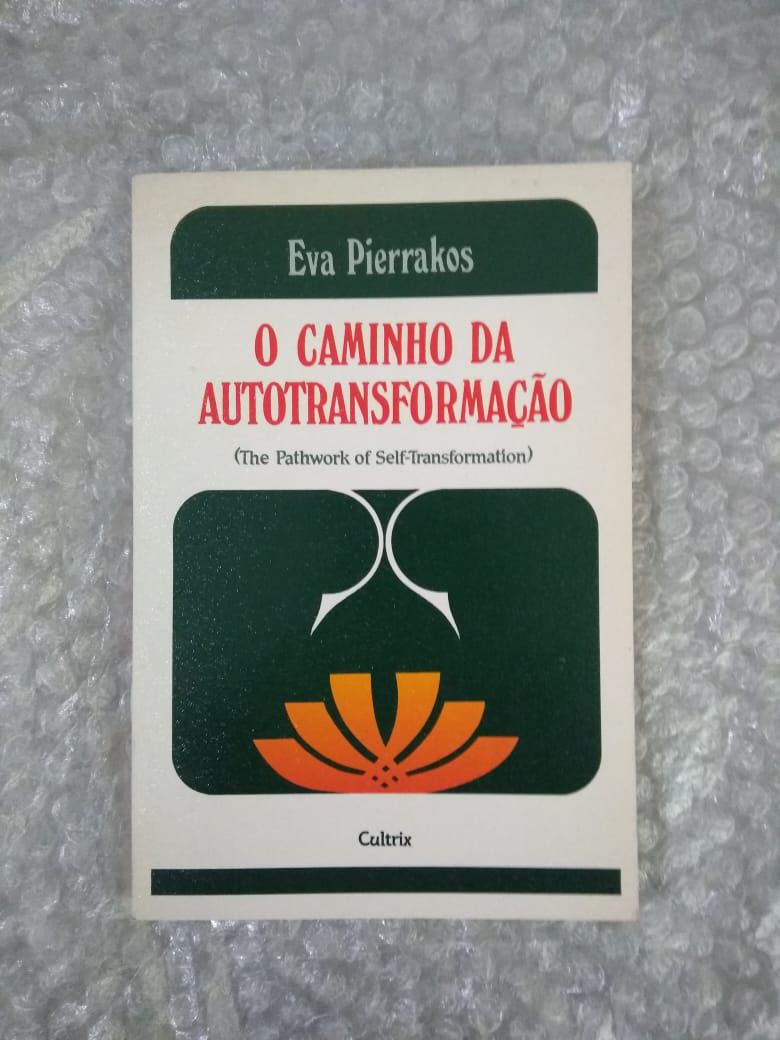 Eva Pierrakos
O CAMINHO DA
AUTOTRANSFORMAÇÃO
(The Pathwork of Self-Transformation)
Cultrix